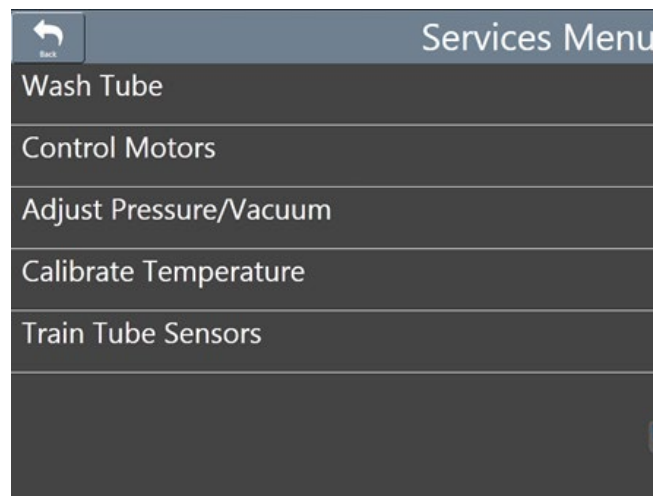 Back
Services Menu
Wash Tube
Control Motors
Adjust Pressure/Vacuum
Calibrate Temperature
Train Tube Sensors